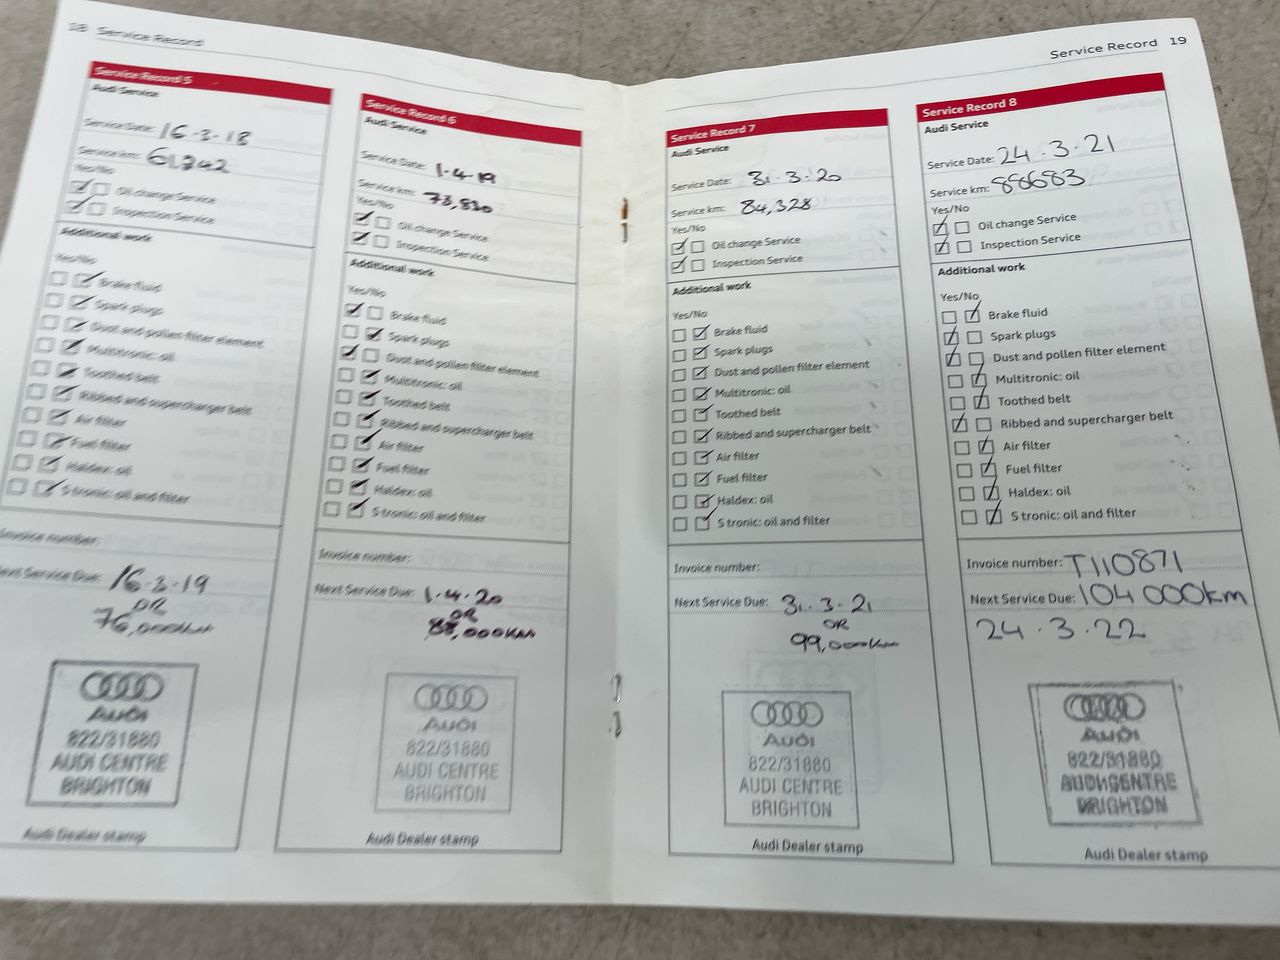 18 Service Record
Service Record 5
Audi Service
Service Date: 16-3-18
Service km: 61,242
Yes/No
Oil change Service
Inspection Service
Additional work
Yes/No
Brake fluid
Spark plugs
Dust and pollen filter element
Multitronic: oil
Toothed belt
Ribbed and supercharger belt
Air filter
Fuel filter
Haldex: oil
S tronic: oil and filter
Invoice number:
Next Service Due: 16-3-19
OR
76,000km
Audi
822/31880
AUDI CENTRE
BRIGHTON
Audi Dealer stamp
Service Record 6
Audi Service
Service Date: 1-4-19
Service km: 73,830
Yes/No
Oil change Service
Inspection Service
Additional work
Yes/No
Brake fluid
Spark plugs
Dust and pollen filter element
Multitronic: oil
Toothed belt
Ribbed and supercharger belt
Air filter
Fuel filter
Haldex: oil
S tronic: oil and filter
Invoice number:
Next Service Due: 1-4-20
OR
88,000km
Audi
822/31880
AUDI CENTRE
BRIGHTON
Audi Dealer stamp
Service Record 19
Service Record 7
Audi Service
Service Date: 31-3-20
Service km: 84,328
Yes/No
Oil change Service
Inspection Service
Additional work
Yes/No
Brake fluid
Spark plugs
Dust and pollen filter element
Multitronic: oil
Toothed belt
Ribbed and supercharger belt
Air filter
Fuel filter
Haldex: oil
S tronic: oil and filter
Invoice number:
Next Service Due: 31.3.21
OR
99,000km
Audi
822/31880
AUDI CENTRE
BRIGHTON
Audi Dealer stamp
Service Record 8
Audi Service
Service Date: 24.3.21
Service km: 88683
Yes/No
Oil change Service
Inspection Service
Additional work
Yes/No
Brake fluid
Spark plugs
Dust and pollen filter element
Multitronic: oil
Toothed belt
Ribbed and supercharger belt
Air filter
Fuel filter
Haldex: oil
S tronic: oil and filter
Invoice number: T110871
Next Service Due: 104 000km
24.3.22
Audi
822/31880
AUDI CENTRE
BRIGHTON
Audi Dealer stamp